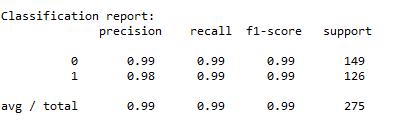 Classification report:
precision recall f1-score support
0 0.99 0.99 0.99 149
1 0.98 0.99 0.99 126
avg / total 0.99 0.99 0.99 275